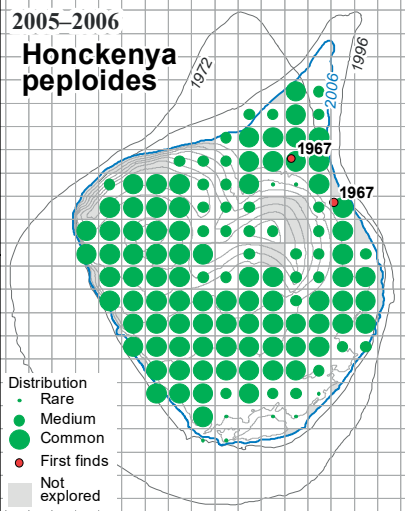 2005–2006
Honckenya
peploides
1972
1996
2006
1967
1967
Distribution
Rare
Medium
Common
First finds
Not
explored